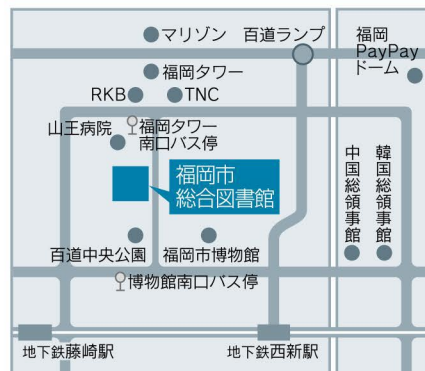 マリゾン
百道ランプ
福岡
PayPay
ドーム
福岡タワー
RKB
TNC
山王病院
福岡タワー
南口バス停
福岡市
総合図書館
中国総領事館
韓国総領事館
百道中央公園
福岡市博物館
博物館南口バス停
地下鉄藤崎駅
地下鉄西新駅